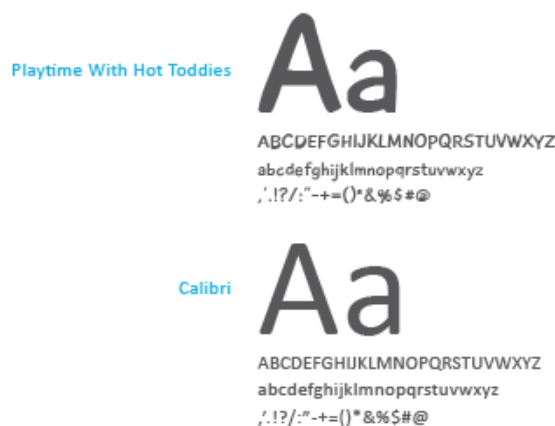 Playtime With Hot Toddies
Aa
ABCDEFGHIJKLMNOPQRSTUVWXYZ
abcdefghijklmnopqrstuvwxyz
,'.!?/:"-+=()*&%$#@
Calibri
Aa
ABCDEFGHIJKLMNOPQRSTUVWXYZ
abcdefghijklmnopqrstuvwxyz
,'.!?/:"-+=()*&%$#@